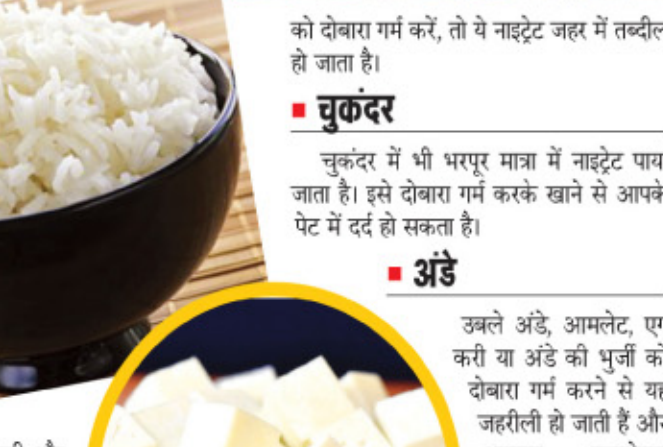 को दोबारा गर्म करें, तो ये नाइट्रेट जहर में तब्दील
हो जाता है।
चुकंदर
चुकंदर में भी भरपूर मात्रा में नाइट्रेट पाय
जाता है। इसे दोबारा गर्म करके खाने से आपके
पेट में दर्द हो सकता है।
अंडे
उबले अंडे, आमलेट, एग
करी या अंडे की भुर्जी को
दोबारा गर्म करने से यह
जहरीली हो जाती हैं और